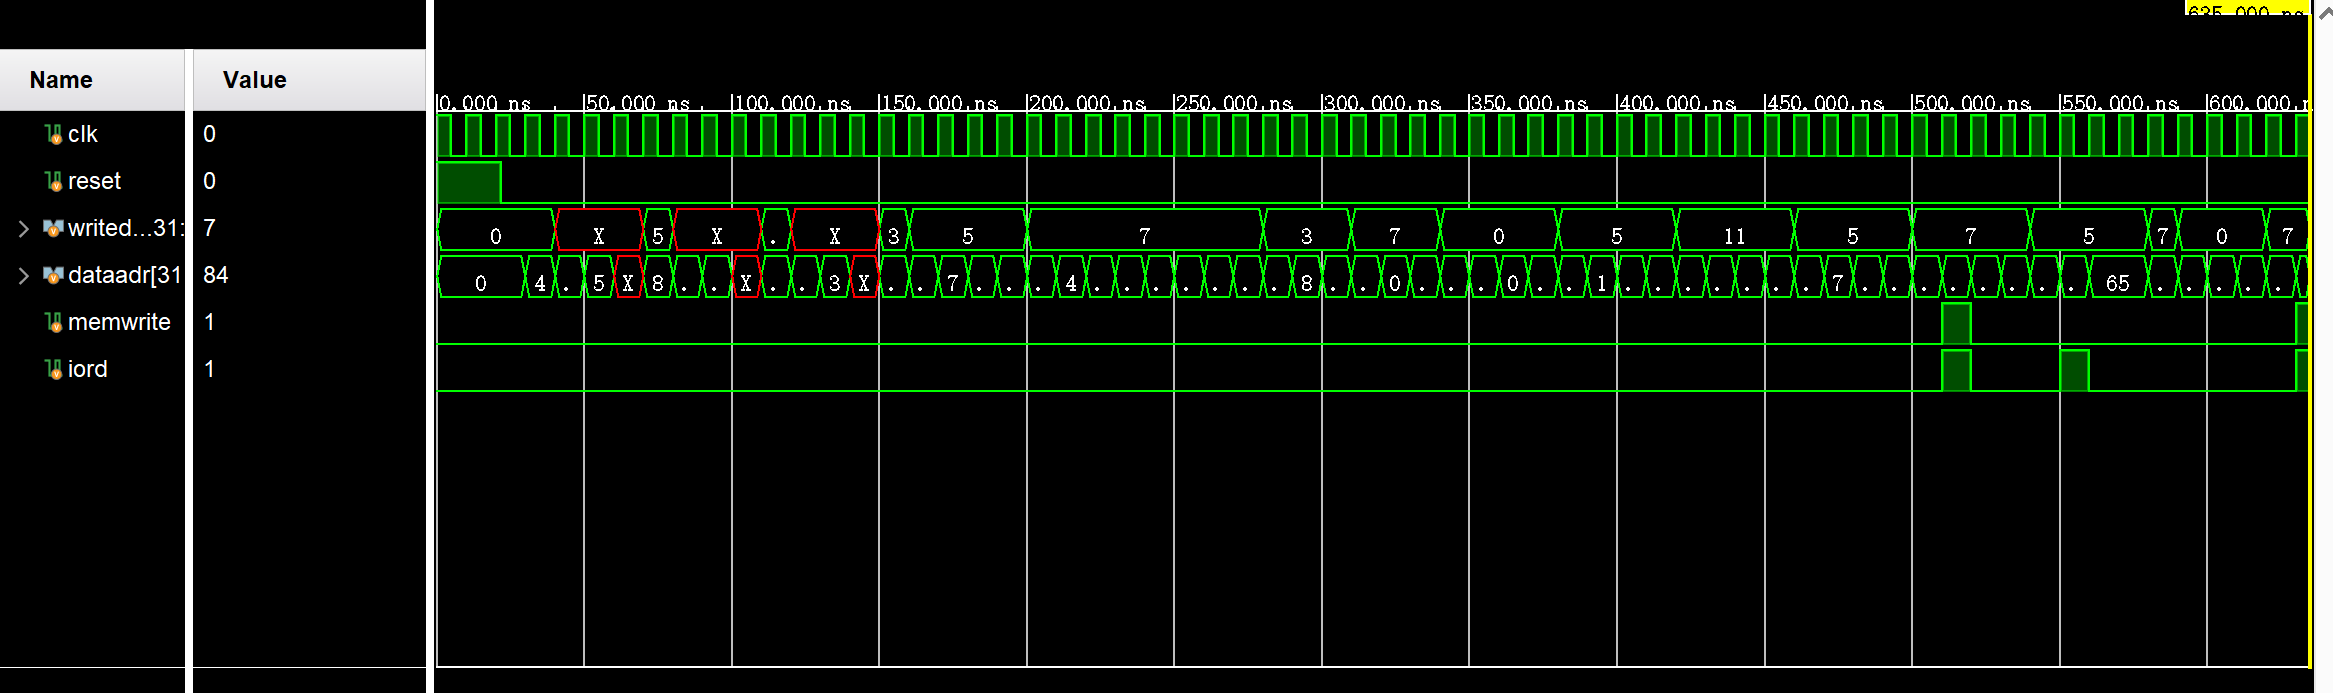 635.000 ns
Name Value
0.000 ns 50.000 ns 100.000 ns 150.000 ns 200.000 ns 250.000 ns 300.000 ns 350.000 ns 400.000 ns 450.000 ns 500.000 ns 550.000 ns 600.000 n
clk 0
reset 0
writed...31: 7 0 X 5 X . X 3 5 7 3 7 0 5 11 5 7 5 7 0 7
dataadr[31 84 0 4 . 5 X 8 . . X . . 3 X . . 7 . . . 4 . . . . . . . 8 . . 0 . . . 0 . . 1 . . . . . . . 7 . . . . . . . . 65 . . . . . .
memwrite 1
iord 1